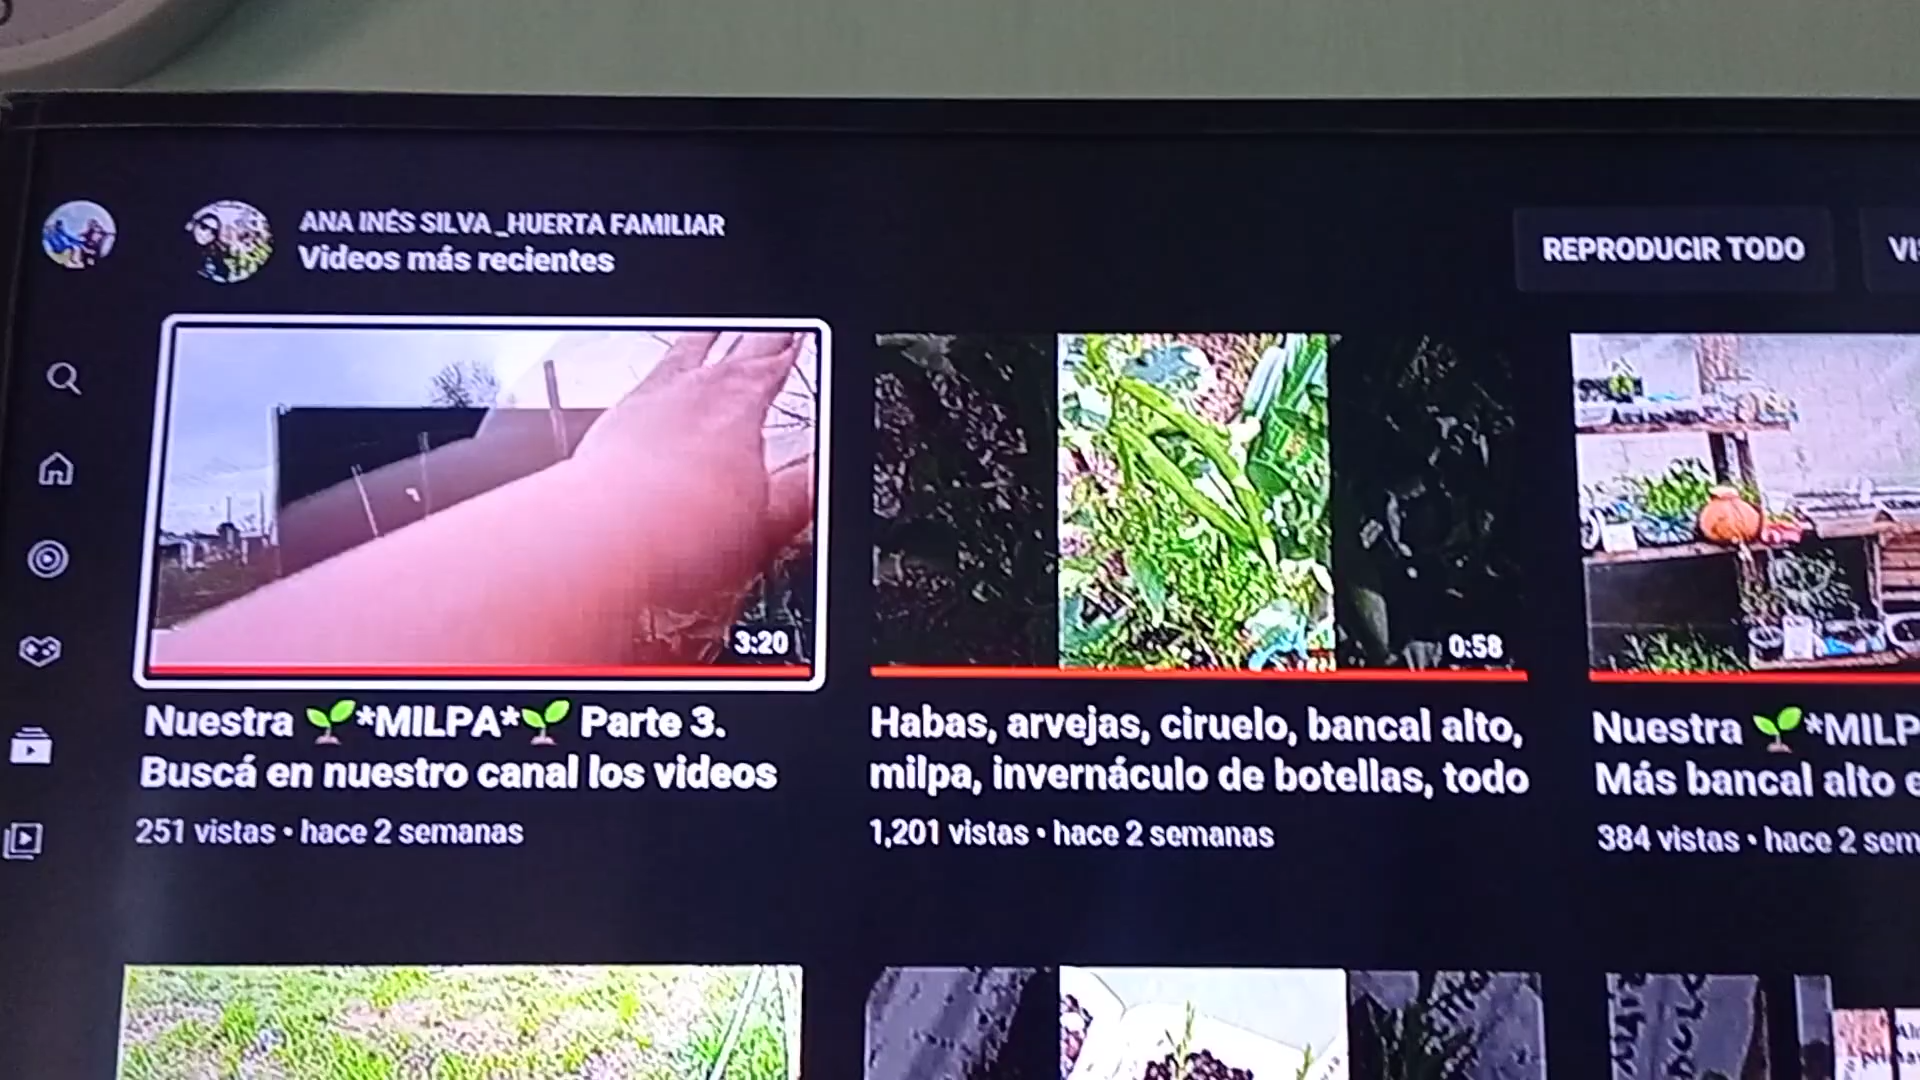 ANA INÉS SILVA_HUERTA FAMILIAR
Videos más recientes
REPRODUCIR TODO
3:20
0:58
Nuestra 🌱*MILPA*🌱 Parte 3.
Buscá en nuestro canal los videos
251 vistas • hace 2 semanas
Habas, arvejas, ciruelo, bancal alto,
milpa, invernáculo de botellas, todo
1,201 vistas • hace 2 semanas
Nuestra 🌱*MILP
Más bancal alto e
384 vistas • hace 2 sem